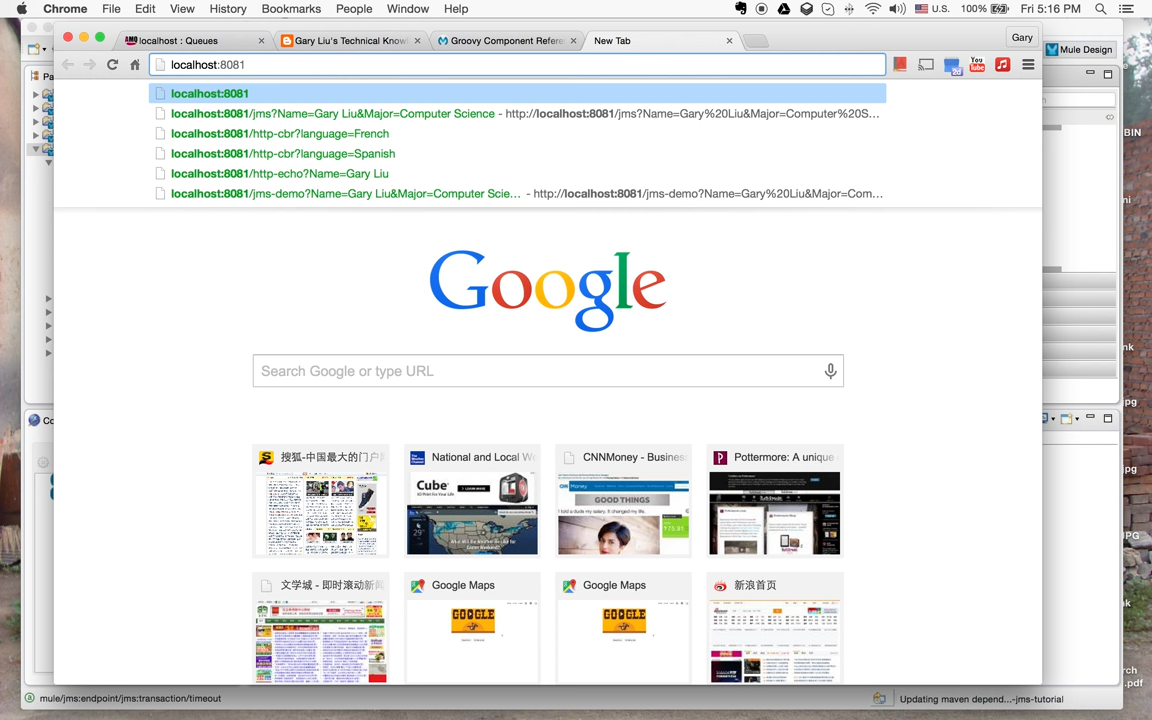 Chrome File Edit View History Bookmarks People Window Help U.S. 100% Fri 5:16 PM
localhost : Queues Gary Liu's Technical Knowl Groovy Component Refere New Tab Gary
localhost:8081
Mule Design
localhost:8081
localhost:8081/jms?Name=Gary Liu&Major=Computer Science - http://localhost:8081/jms?Name=Gary%20Liu&Major=Computer%20S...
localhost:8081/http-cbr?language=French
localhost:8081/http-cbr?language=Spanish
localhost:8081/http-echo?Name=Gary Liu
localhost:8081/jms-demo?Name=Gary Liu&Major=Computer Scie... - http://localhost:8081/jms-demo?Name=Gary%20Liu&Major=Com...
Google
Search Google or type URL
搜狐-中国最大的门户 National and Local W CNNMoney - Busines Pottermore: A unique
Cube
Money
GOOD THINGS
文学城 - 即时滚动新闻 Google Maps Google Maps 新浪首页
GOOGLE GOOGLE
mule/jms:endpoint/jms:transaction/timeout Updating maven depend...-jms-tutorial